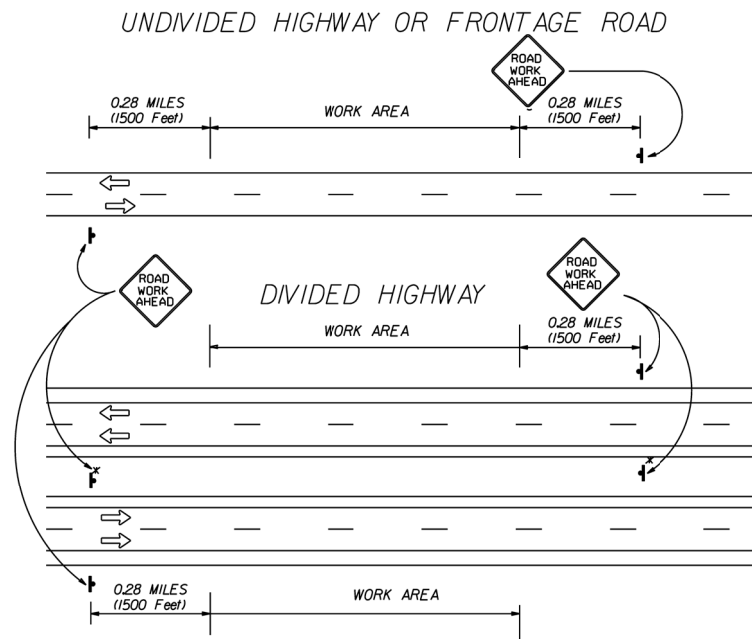 UNDIVIDED HIGHWAY OR FRONTAGE ROAD
ROAD
WORK
AHEAD
0.28 MILES
(1500 Feet)
WORK AREA
0.28 MILES
(1500 Feet)
ROAD
WORK
AHEAD
DIVIDED HIGHWAY
ROAD
WORK
AHEAD
WORK AREA
0.28 MILES
(1500 Feet)
0.28 MILES
(1500 Feet)
WORK AREA